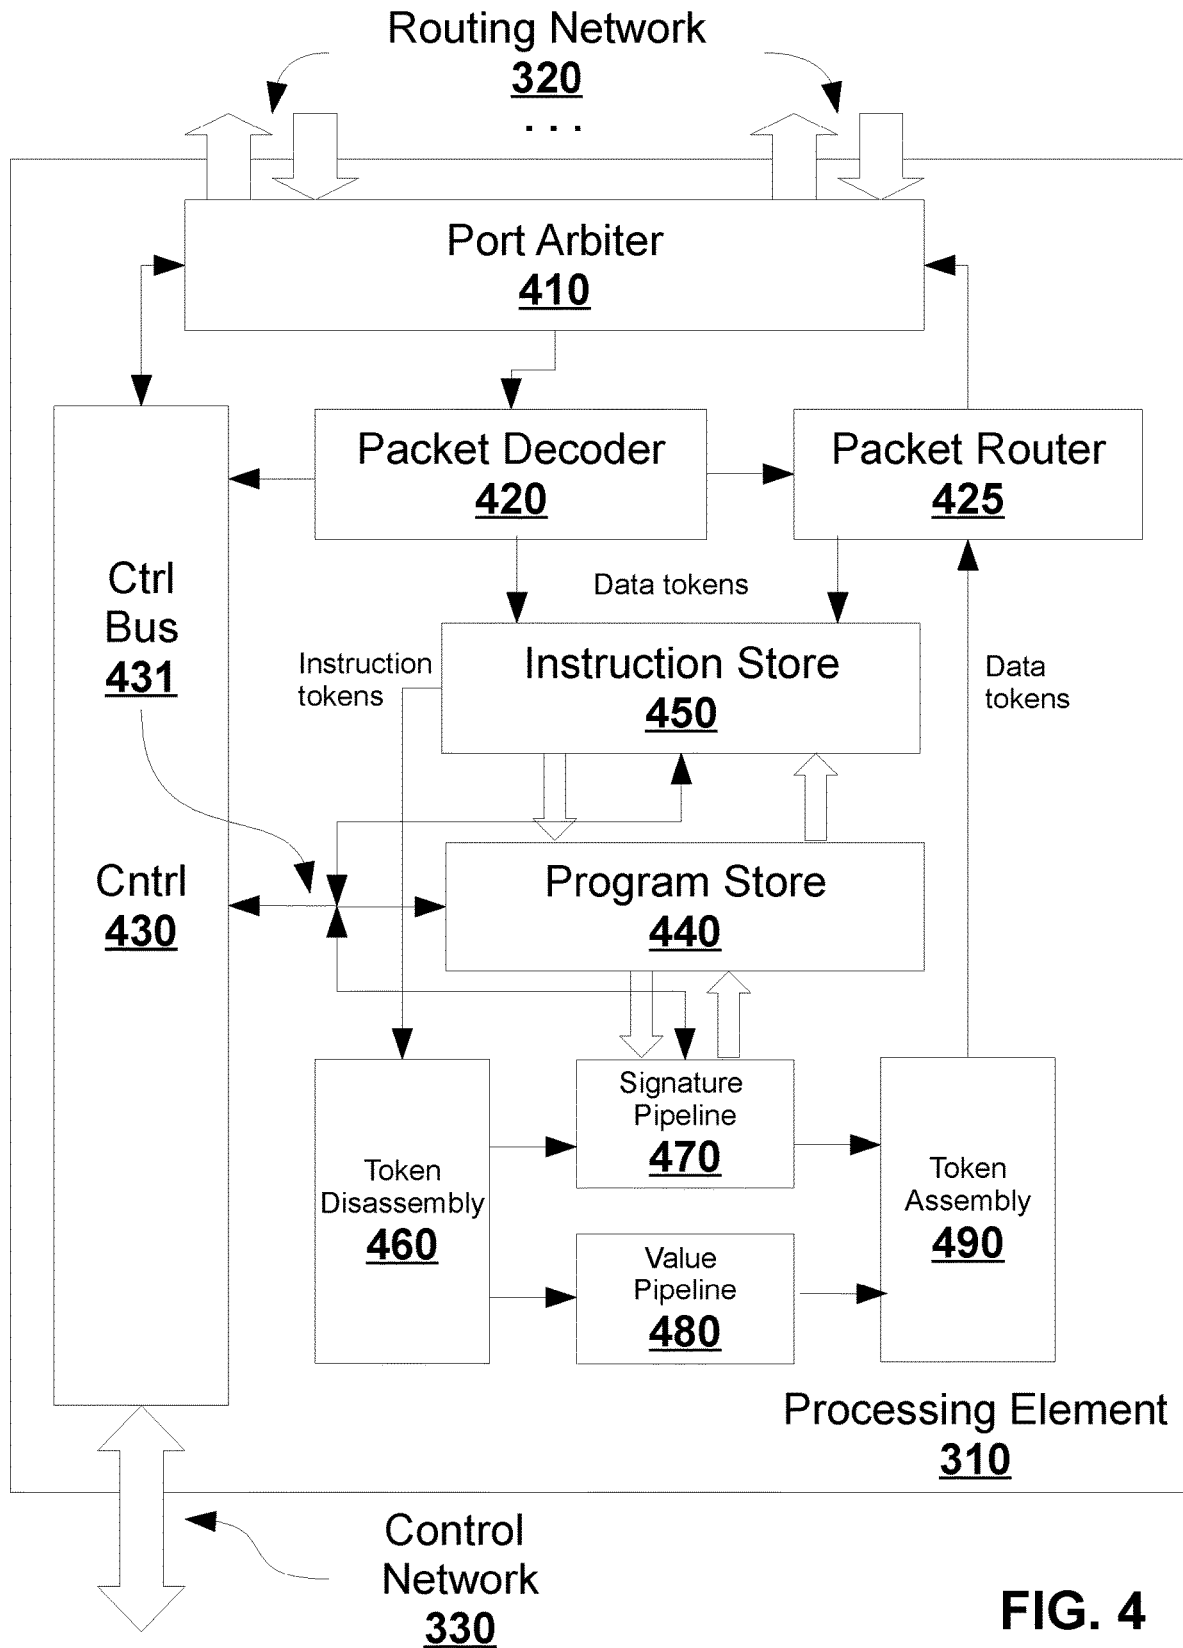 Routing Network
320
. . .
Port Arbiter
410
Packet Decoder
420
Packet Router
425
Ctrl
Bus
431
Data tokens
Instruction
tokens
Instruction Store
450
Data
tokens
Cntrl
430
Program Store
440
Signature
Pipeline
470
Token
Disassembly
460
Token
Assembly
490
Value
Pipeline
480
Processing Element
310
Control
Network
330
FIG. 4